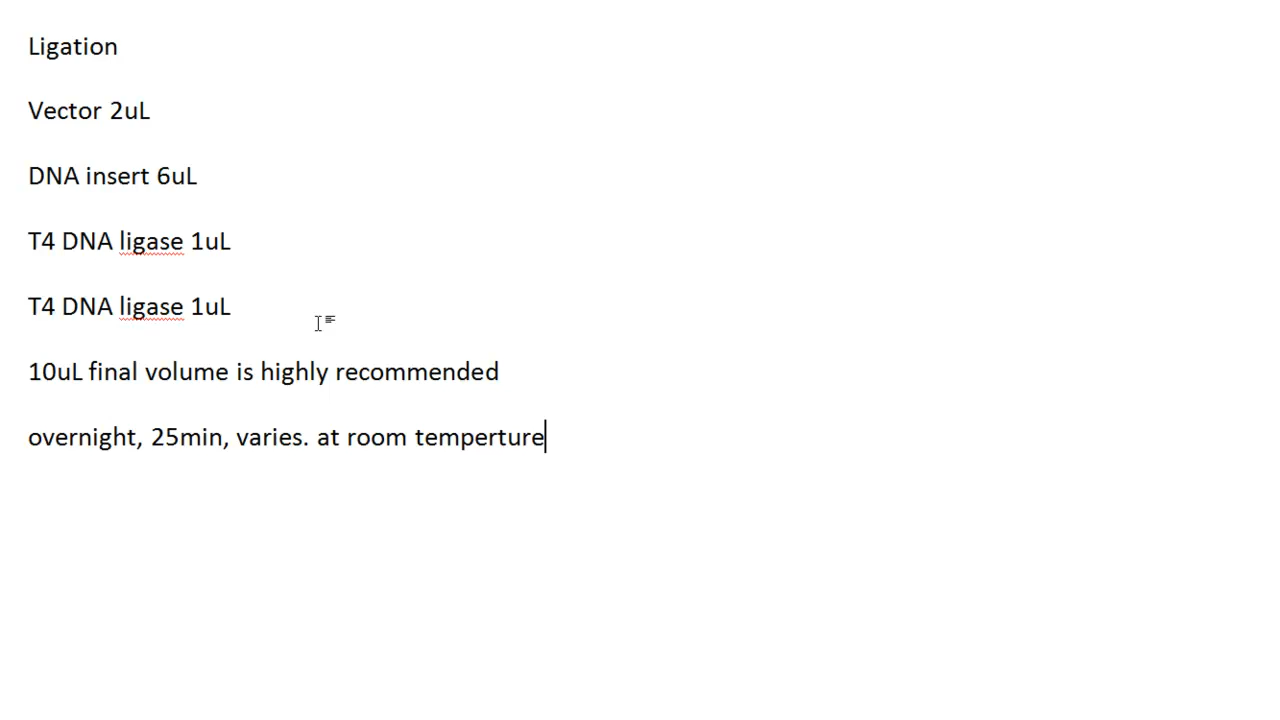 Ligation
Vector 2uL
DNA insert 6uL
T4 DNA ligase 1uL
T4 DNA ligase 1uL
10uL final volume is highly recommended
overnight, 25min, varies. at room temperture